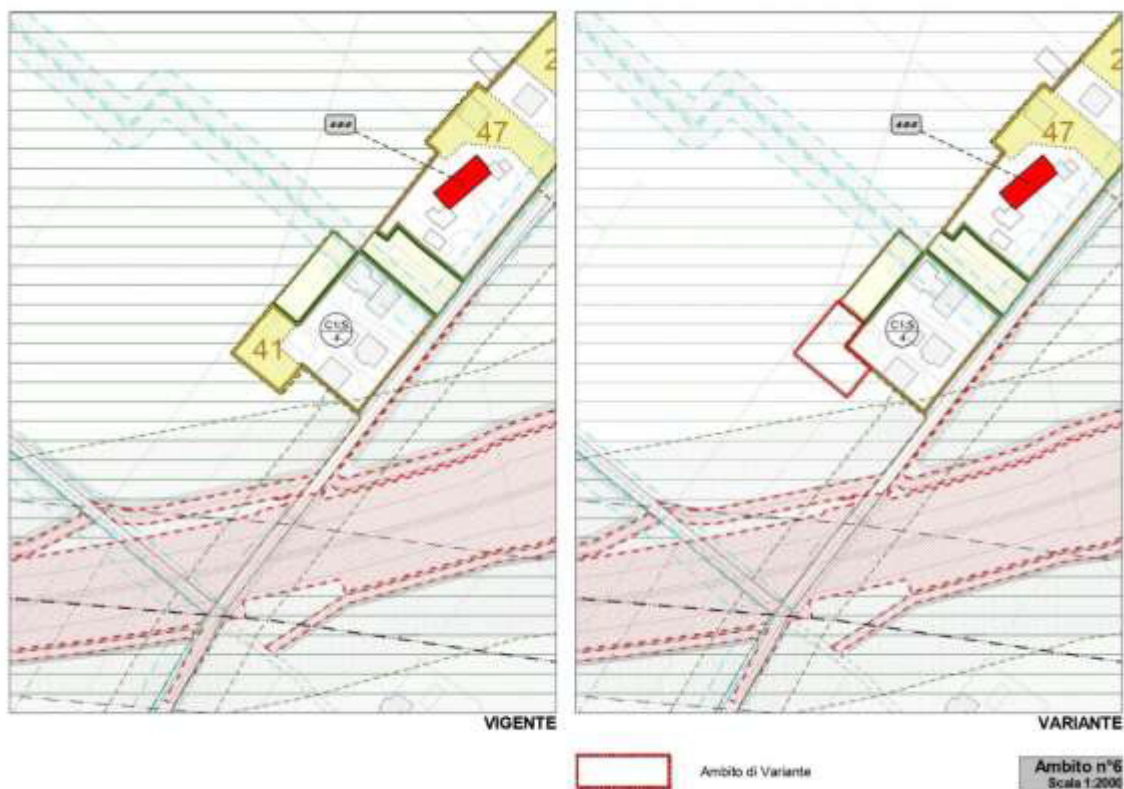 2
47
###
C1-S
4
41
2
47
###
C1-S
4
VIGENTE
VARIANTE
Ambito di Variante
Ambito n°6
Scala 1:2000